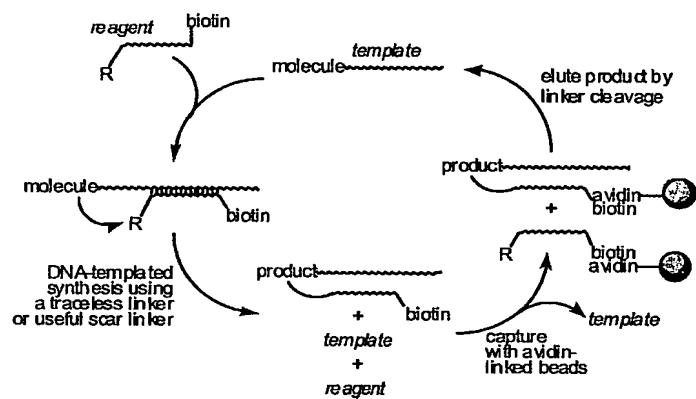 reagent
biotin
R
molecule
template
elute product by
linker cleavage
product
avidin
biotin
+
R
biotin
avidin
molecule
R
biotin
DNA-templated
synthesis using
a traceless linker
or useful scar linker
product
biotin
+
template
+
reagent
capture
with avidin-
linked beads
template